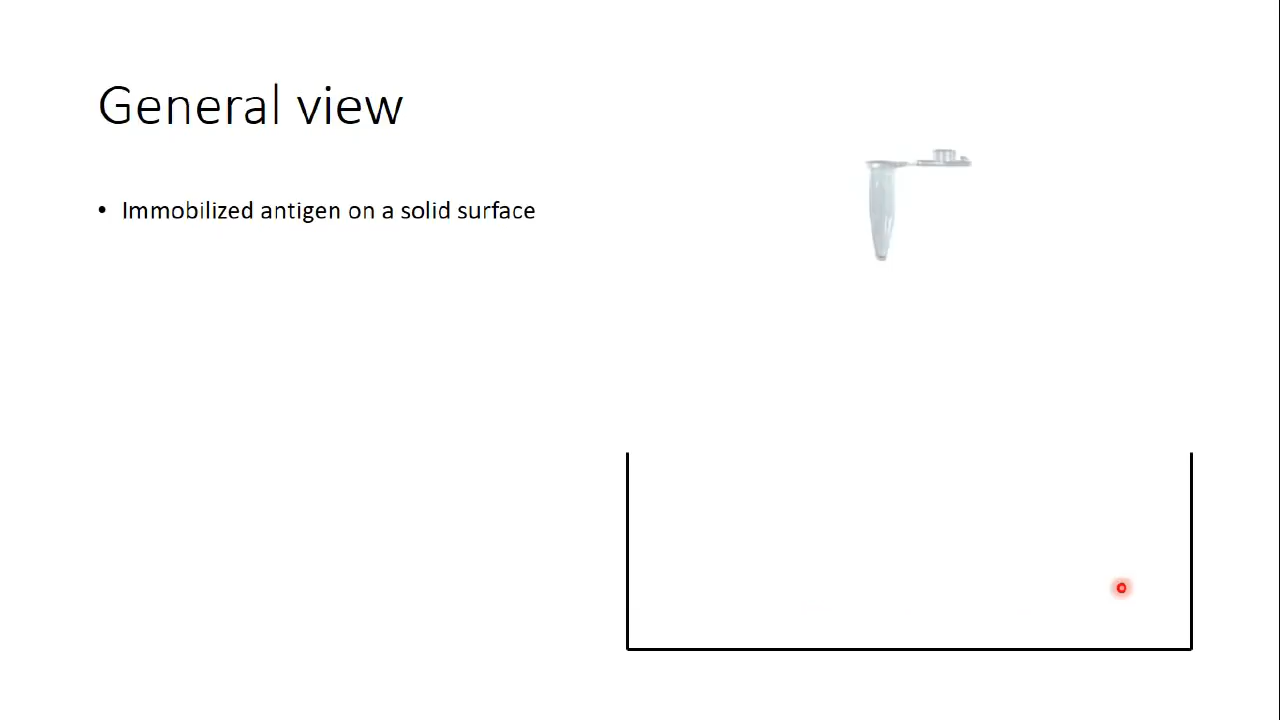 General view
• Immobilized antigen on a solid surface